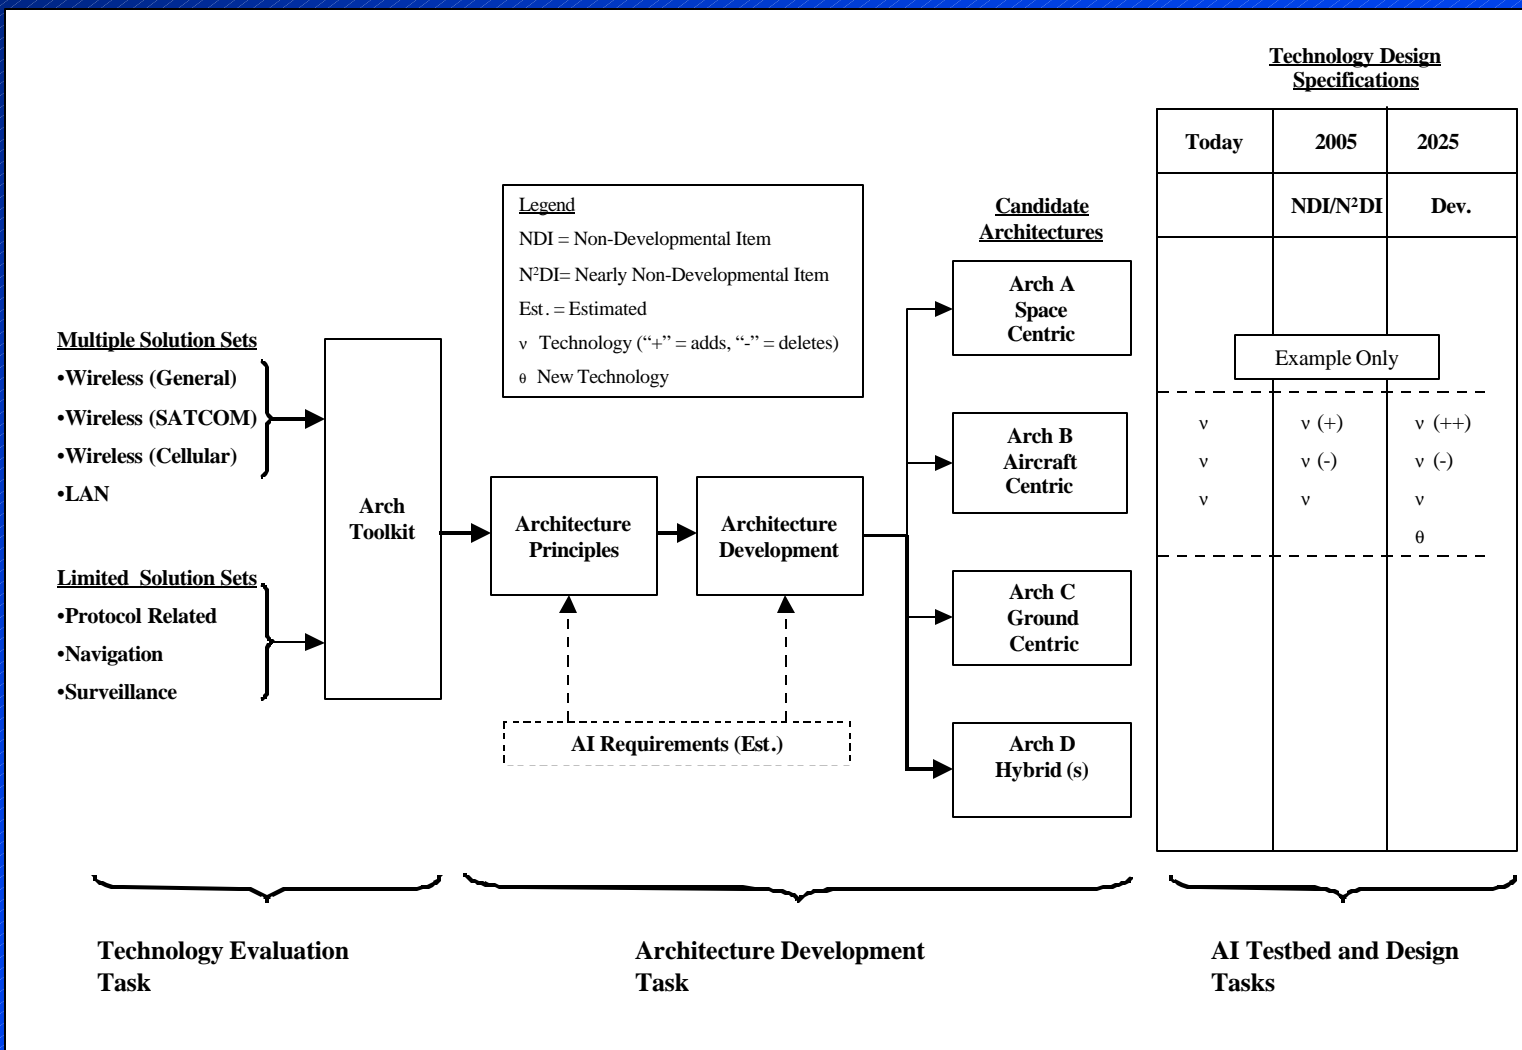 Technology Design
Specifications
Today 2005 2025
NDI/N²DI Dev.
Legend
NDI = Non-Developmental Item
N²DI= Nearly Non-Developmental Item
Est. = Estimated
ν Technology (“+” = adds, “-” = deletes)
θ New Technology
Candidate
Architectures
Arch A
Space
Centric
Arch B
Aircraft
Centric
Arch C
Ground
Centric
Arch D
Hybrid (s)
Example Only
ν ν (+) ν (++)
ν ν (-) ν (-)
ν ν ν
θ
Multiple Solution Sets
•Wireless (General)
•Wireless (SATCOM)
•Wireless (Cellular)
•LAN
Limited Solution Sets
•Protocol Related
•Navigation
•Surveillance
Arch
Toolkit
Architecture
Principles
Architecture
Development
AI Requirements (Est.)
Technology Evaluation
Task
Architecture Development
Task
AI Testbed and Design
Tasks